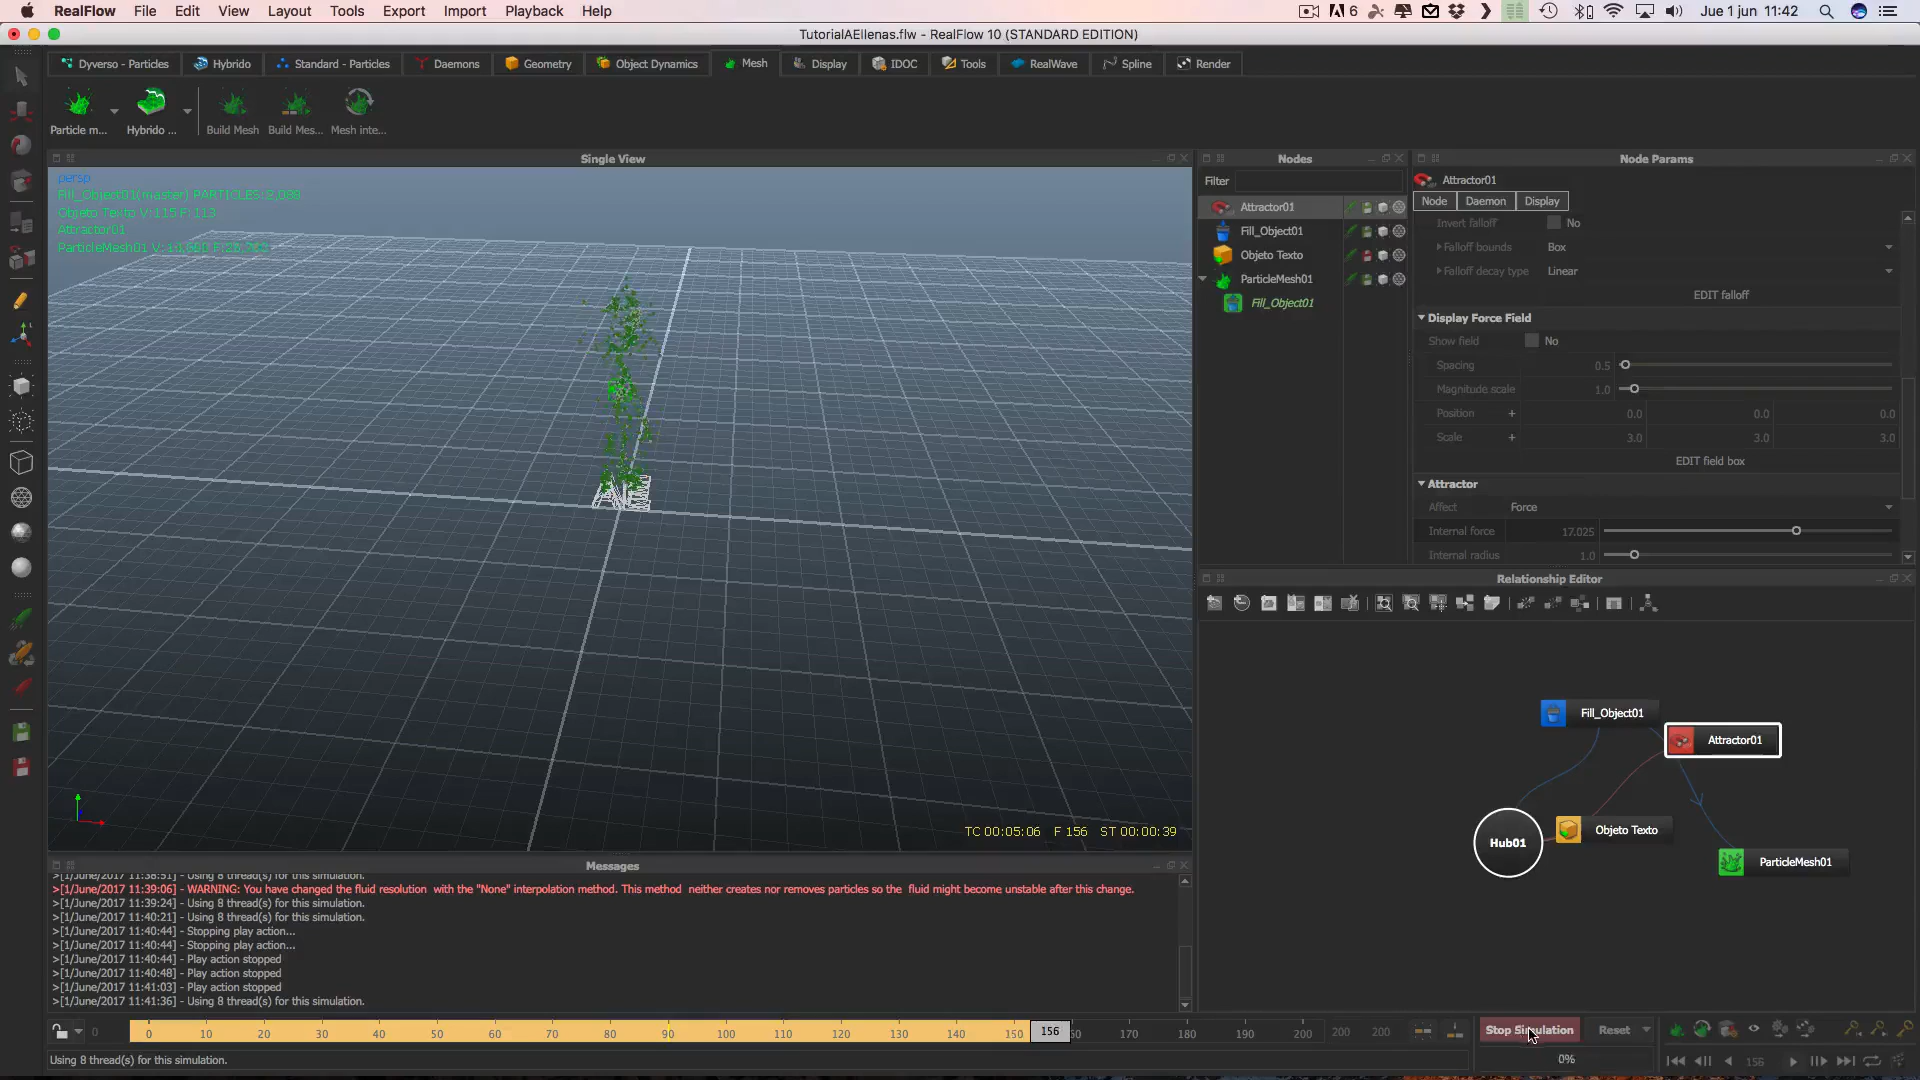 RealFlow File Edit View Layout Tools Export Import Playback Help
6 Jue 1 jun 11:42
TutorialAEllenas.flw - RealFlow 10 (STANDARD EDITION)
Dyverso - Particles Hybrido Standard - Particles Daemons Geometry Object Dynamics Mesh Display IDOC Tools RealWave Spline Render
Particle m... Hybrido ... Build Mesh Build Mes... Mesh inte...
Single View
persp
Objeto Texto V: 115 F: 113
Attractor01
Nodes
Filter
Attractor01
Fill_Object01
Objeto Texto
ParticleMesh01
Fill_Object01
Node Params
Attractor01
Node Daemon Display
Invert falloff No
Falloff bounds Box
Falloff decay type Linear
EDIT falloff
Display Force Field
Show field No
Spacing 0.5
Magnitude scale 1.0
Position + 0.0 0.0 0.0
Scale + 3.0 3.0 3.0
EDIT field box
Attractor
Affect Force
Internal force 17.025
Internal radius 1.0
Relationship Editor
Fill_Object01
Attractor01
Objeto Texto
Hub01
ParticleMesh01
TC 00:05:06 F 156 ST 00:00:39
Messages
>[1/June/2017 11:38:51] - Using 8 thread(s) for this simulation.
>[1/June/2017 11:39:06] - WARNING: You have changed the fluid resolution with the "None" interpolation method. This method neither creates nor removes particles so the fluid might become unstable after this change.
>[1/June/2017 11:39:24] - Using 8 thread(s) for this simulation.
>[1/June/2017 11:40:21] - Using 8 thread(s) for this simulation.
>[1/June/2017 11:40:44] - Stopping play action...
>[1/June/2017 11:40:44] - Stopping play action...
>[1/June/2017 11:40:44] - Play action stopped
>[1/June/2017 11:40:48] - Play action stopped
>[1/June/2017 11:41:03] - Play action stopped
>[1/June/2017 11:41:36] - Using 8 thread(s) for this simulation.
0 0 10 20 30 40 50 60 70 80 90 100 110 120 130 140 150 156 170 180 190 200 200 200
Stop Simulation Reset
Using 8 thread(s) for this simulation.
0%
156